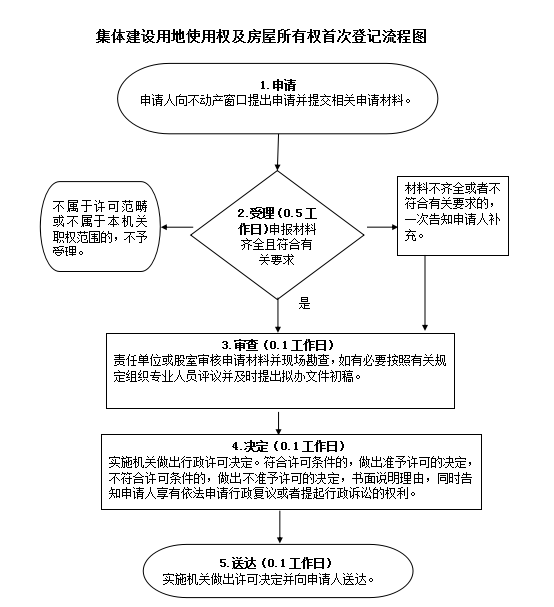 集体建设用地使用权及房屋所有权首次登记流程图
1.申请
申请人向不动产窗口提出申请并提交相关申请材料。
不属于许可范畴
或不属于本机关
职权范围的，不予
受理。
2.受理（0.5工
作日）申报材料
齐全且符合有
关要求
材料不齐全或者不
符合有关要求的，
一次告知申请人补
充。
是
3.审查（0.1工作日）
责任单位或股室审核申请材料并现场勘查，如有必要按照有关规
定组织专业人员评议并及时提出拟办文件初稿。
4.决定（0.1工作日）
实施机关做出行政许可决定。符合许可条件的，做出准予许可的决定，
不符合许可条件的，做出不准予许可的决定，书面说明理由，同时告
知申请人享有依法申请行政复议或者提起行政诉讼的权利。
5.送达（0.1工作日）
实施机关做出许可决定并向申请人送达。